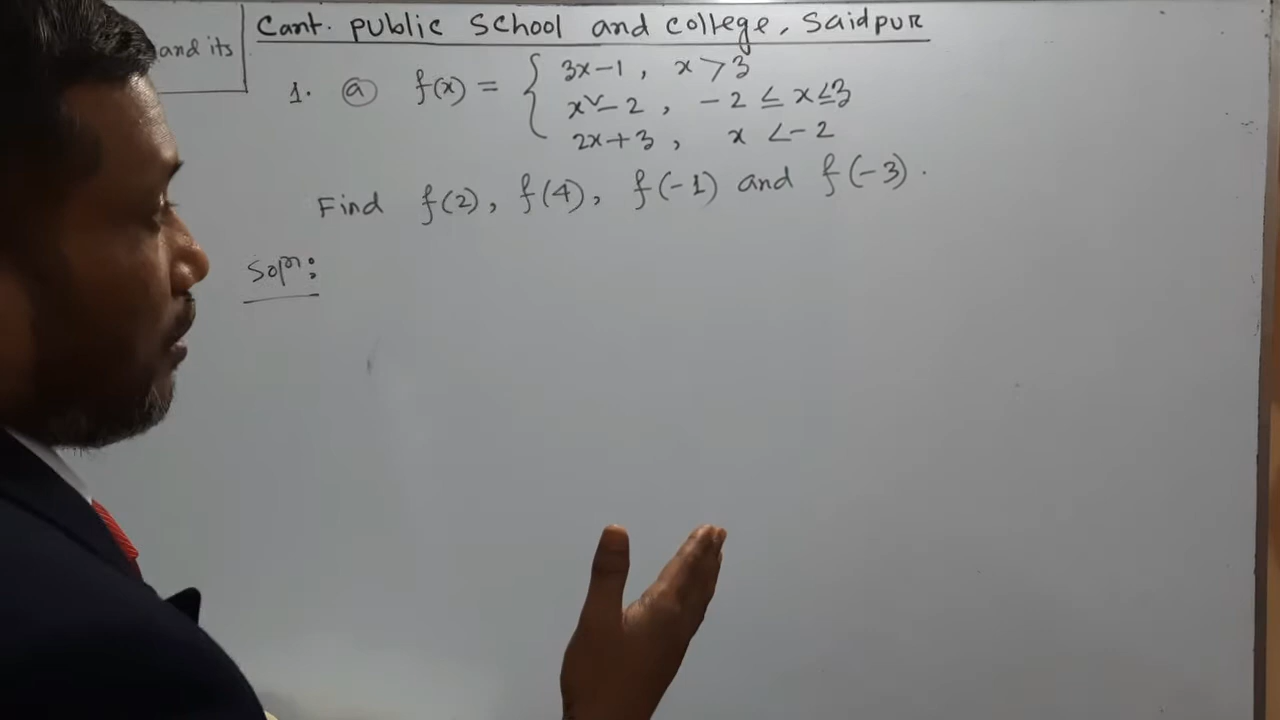 Cant. public school and college, Saidpur
and its
1. ⓐ f(x) = { 3x-1, x > 3
x² - 2, -2 ≤ x ≤ 3
2x+3, x < -2
Find f(2), f(4), f(-1) and f(-3).
Solⁿ: